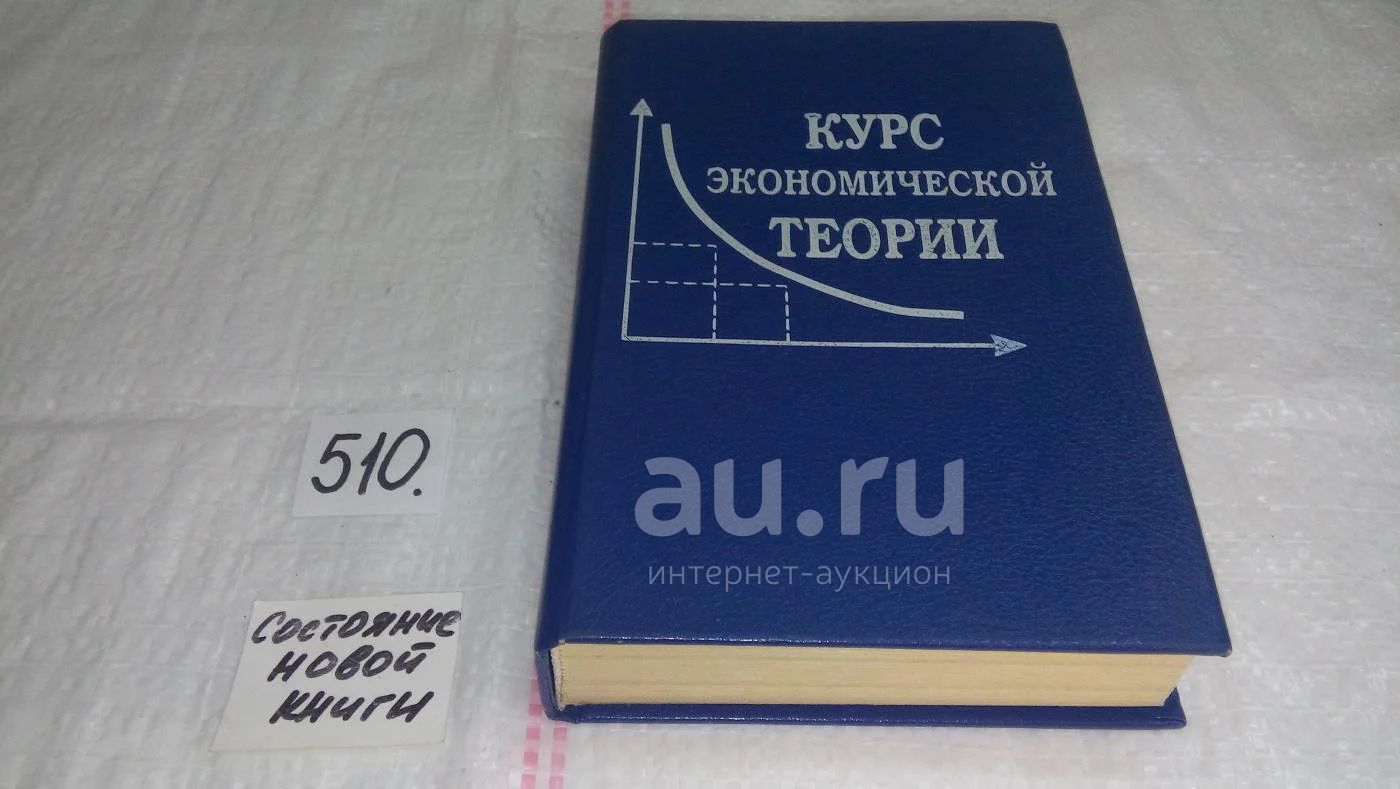 КУРС
ЭКОНОМИЧЕСКОЙ
ТЕОРИИ
510.
au.ru
интернет-аукцион
Состояние
новой
книги